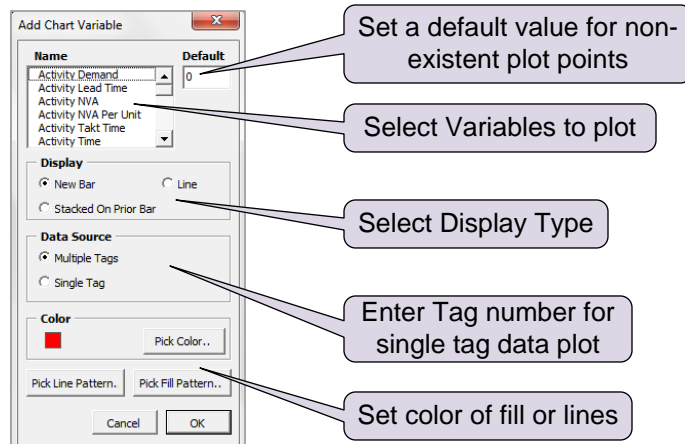 Add Chart Variable
Name Default
Activity Demand
Activity Lead Time
Activity NVA
Activity NVA Per Unit
Activity Takt Time
Activity Time
0
Display
New Bar Line
Stacked On Prior Bar
Data Source
Multiple Tags
Single Tag
Color
Pick Color..
Pick Line Pattern. Pick Fill Pattern..
Cancel OK
Set a default value for non-
existent plot points
Select Variables to plot
Select Display Type
Enter Tag number for
single tag data plot
Set color of fill or lines